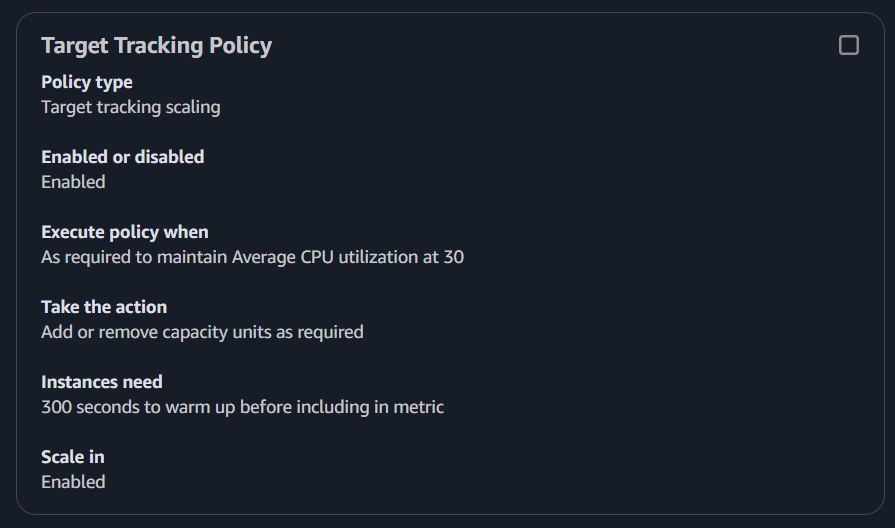 Target Tracking Policy
Policy type
Target tracking scaling
Enabled or disabled
Enabled
Execute policy when
As required to maintain Average CPU utilization at 30
Take the action
Add or remove capacity units as required
Instances need
300 seconds to warm up before including in metric
Scale in
Enabled